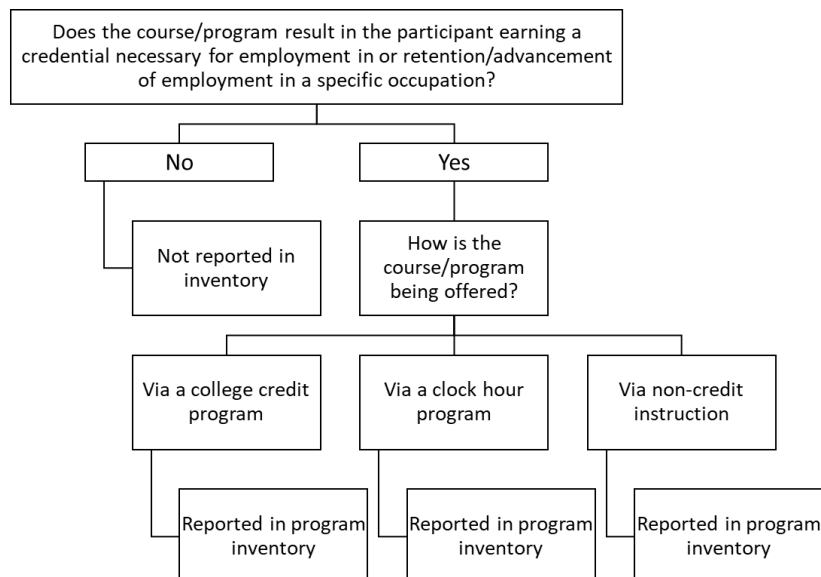 Does the course/program result in the participant earning a
credential necessary for employment in or retention/advancement
of employment in a specific occupation?
No
Yes
Not reported in
inventory
How is the
course/program
being offered?
Via a college credit
program
Via a clock hour
program
Via non-credit
instruction
Reported in program
inventory
Reported in program
inventory
Reported in program
inventory